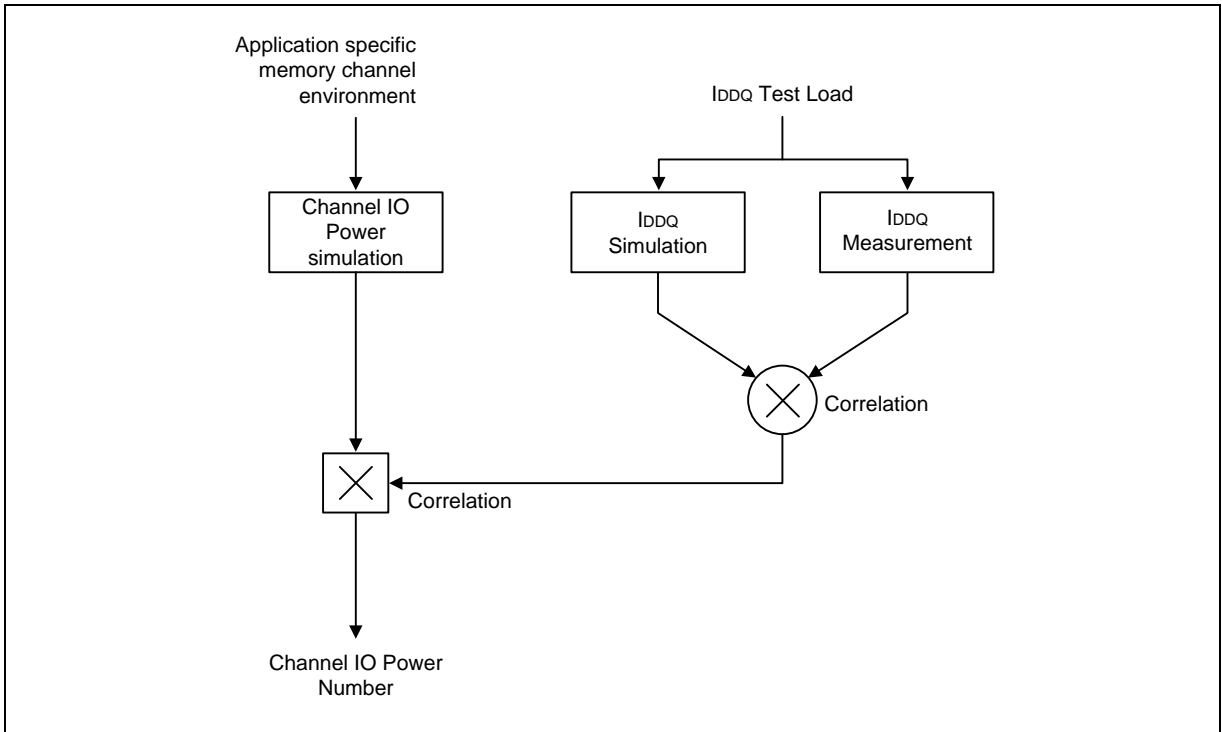 Application specific
memory channel
environment
IDDQ Test Load
Channel IO
Power
simulation
IDDQ
Simulation
IDDQ
Measurement
Correlation
Correlation
Channel IO Power
Number